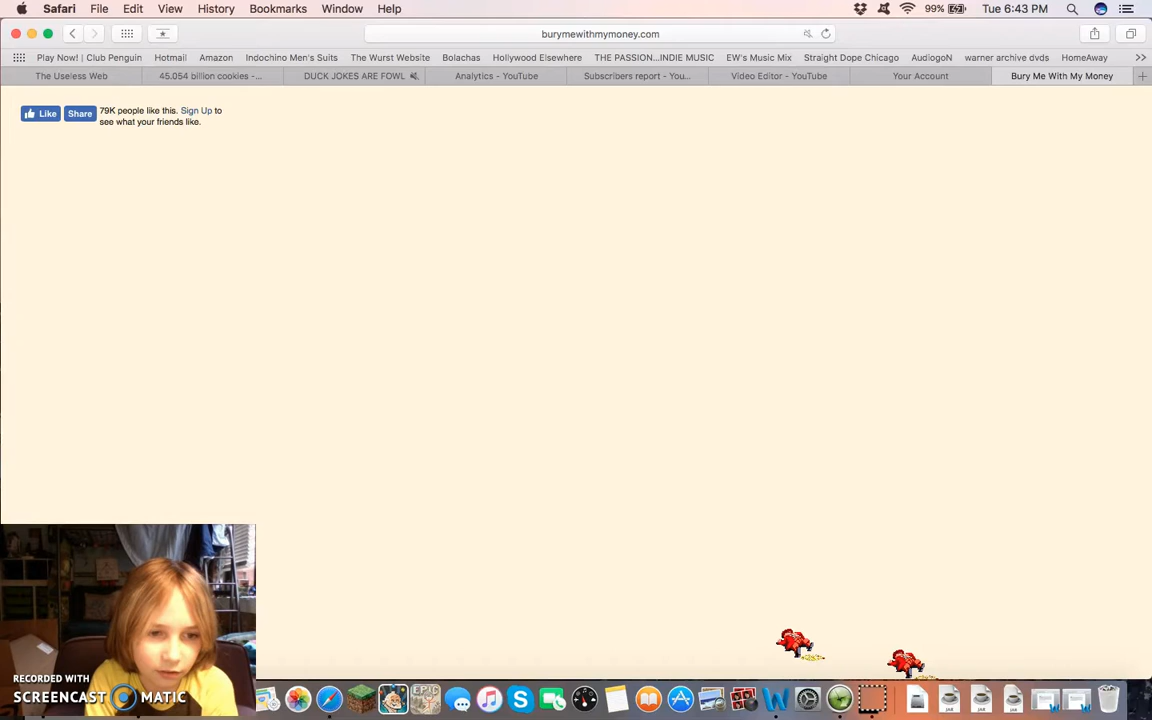 Safari File Edit View History Bookmarks Window Help 99% Tue 6:43 PM
burymewithmymoney.com
Play Now! | Club Penguin Hotmail Amazon Indochino Men's Suits The Wurst Website Bolachas Hollywood Elsewhere THE PASSION...INDIE MUSIC EW's Music Mix Straight Dope Chicago AudiogoN warner archive dvds HomeAway
The Useless Web 45.054 billion cookies -... DUCK JOKES ARE FOWL Analytics - YouTube Subscribers report - You... Video Editor - YouTube Your Account Bury Me With My Money
Like Share 79K people like this. Sign Up to
see what your friends like.
RECORDED WITH
SCREENCAST MATIC
EPIC
JAR JAR JAR